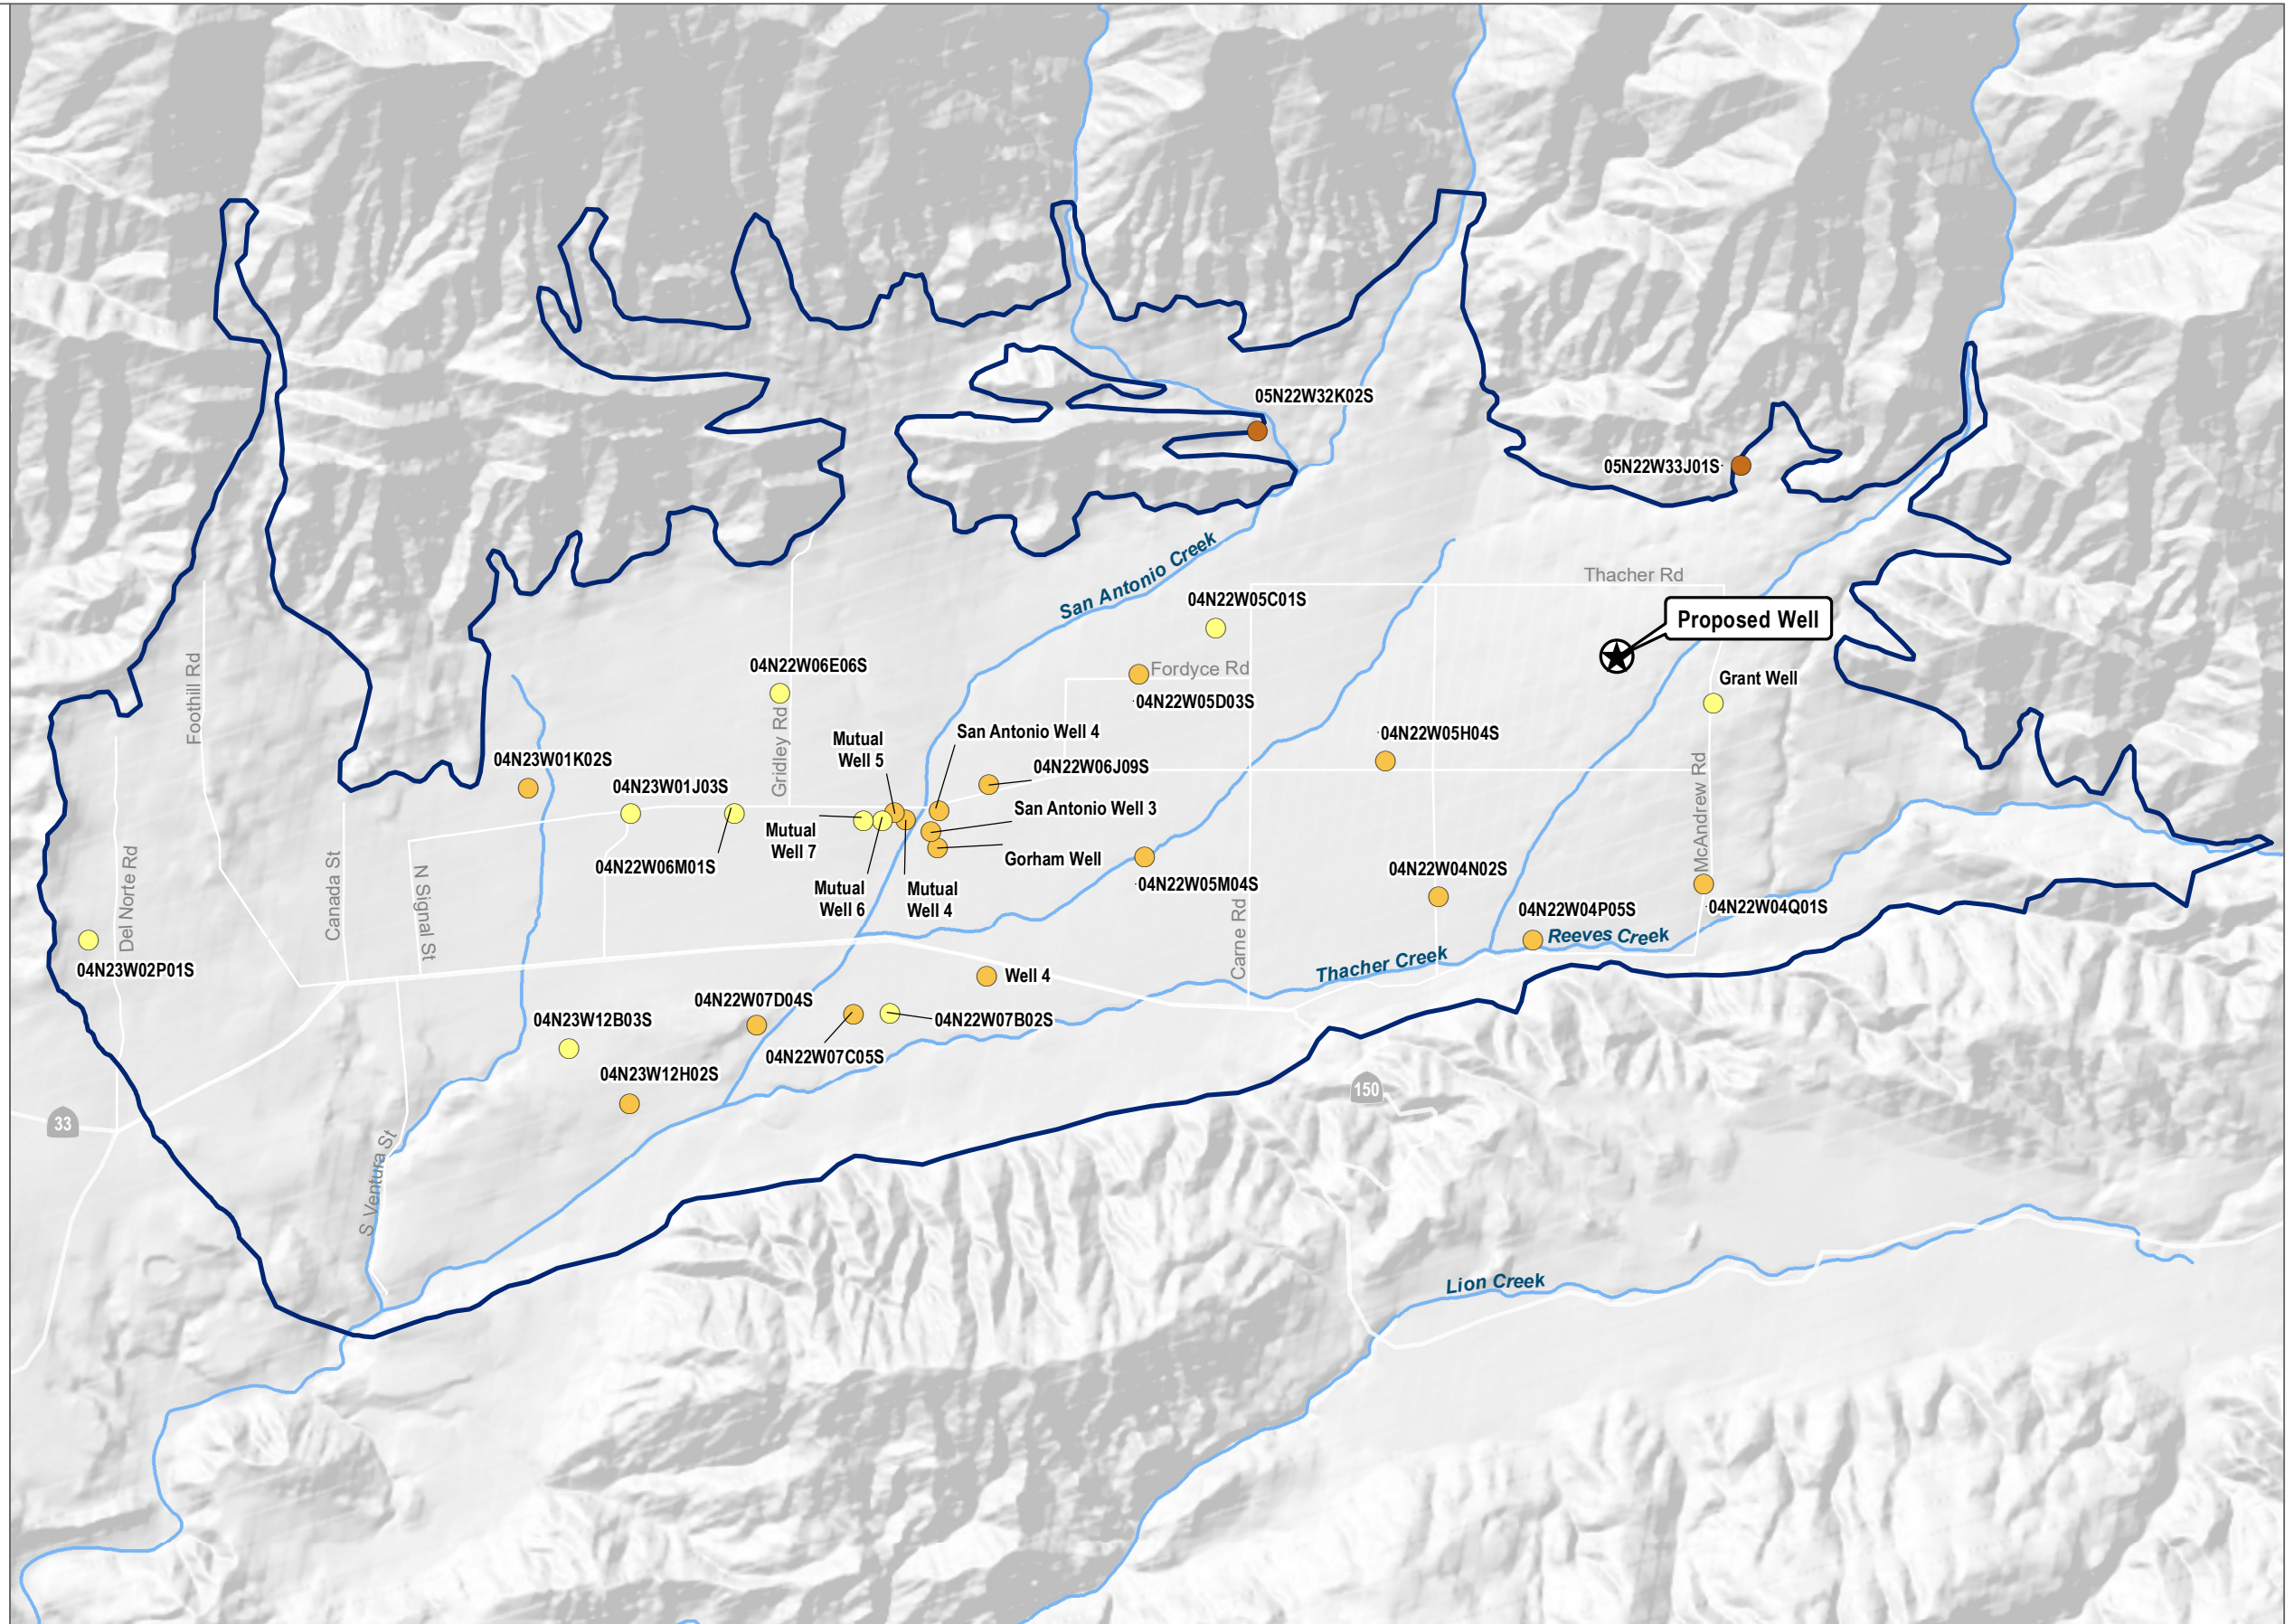 05N22W32K02S
05N22W33J01S
San Antonio Creek
Thacher Rd
04N22W05C01S
Proposed Well
Foothill Rd
04N22W06E06S
Fordyce Rd
Grant Well
04N22W05D03S
Gridley Rd
Mutual
Well 5
San Antonio Well 4
04N22W05H04S
04N23W01K02S
04N22W06J09S
04N23W01J03S
San Antonio Well 3
McAndrew Rd
Mutual
Well 7
Gorham Well
04N22W06M01S
04N22W04N02S
04N22W05M04S
Del Norte Rd
Canada St
N Signal St
Mutual
Well 6
Mutual
Well 4
04N22W04Q01S
04N22W04P05S
Reeves Creek
Carne Rd
Thacher Creek
04N23W02P01S
Well 4
04N22W07D04S
04N23W12B03S
04N22W07B02S
04N22W07C05S
04N23W12H02S
150
33
S Ventura St
Lion Creek